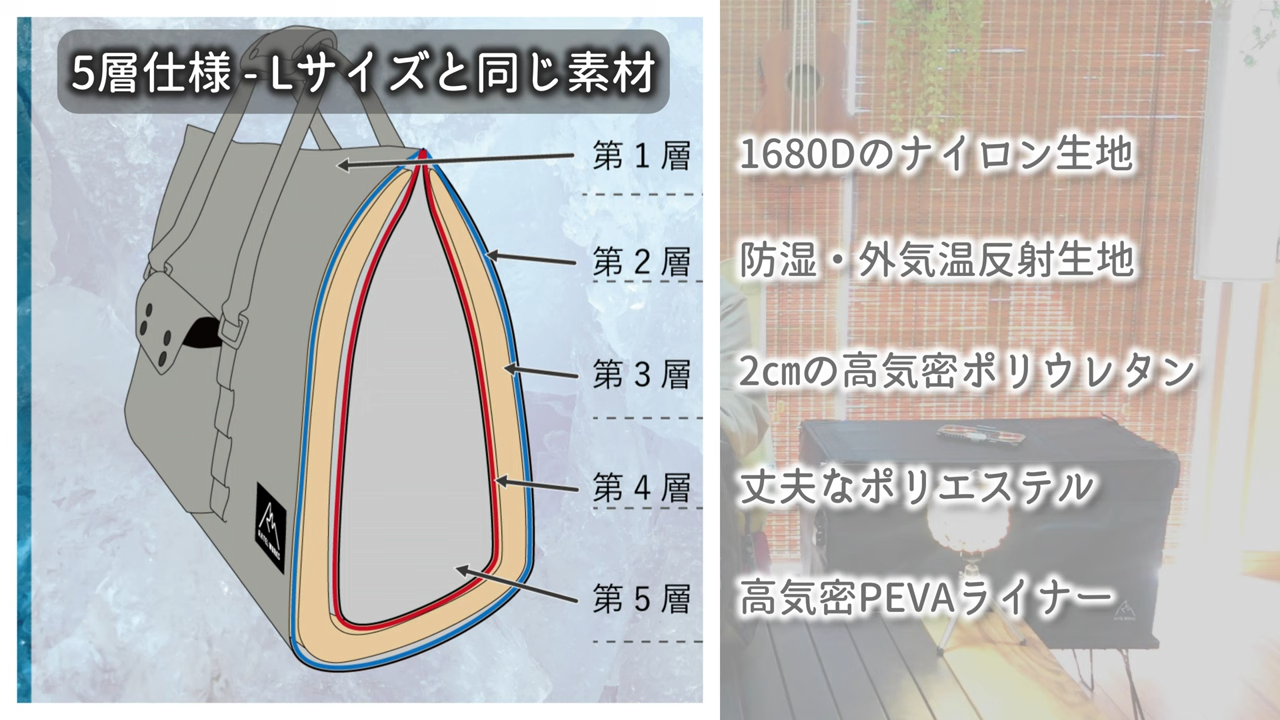 5層仕様 - Lサイズと同じ素材
第1層
1680Dのナイロン生地
第2層
防湿・外気温反射生地
第3層
2㎝の高気密ポリウレタン
第4層
丈夫なポリエステル
第5層
高気密PEVAライナー